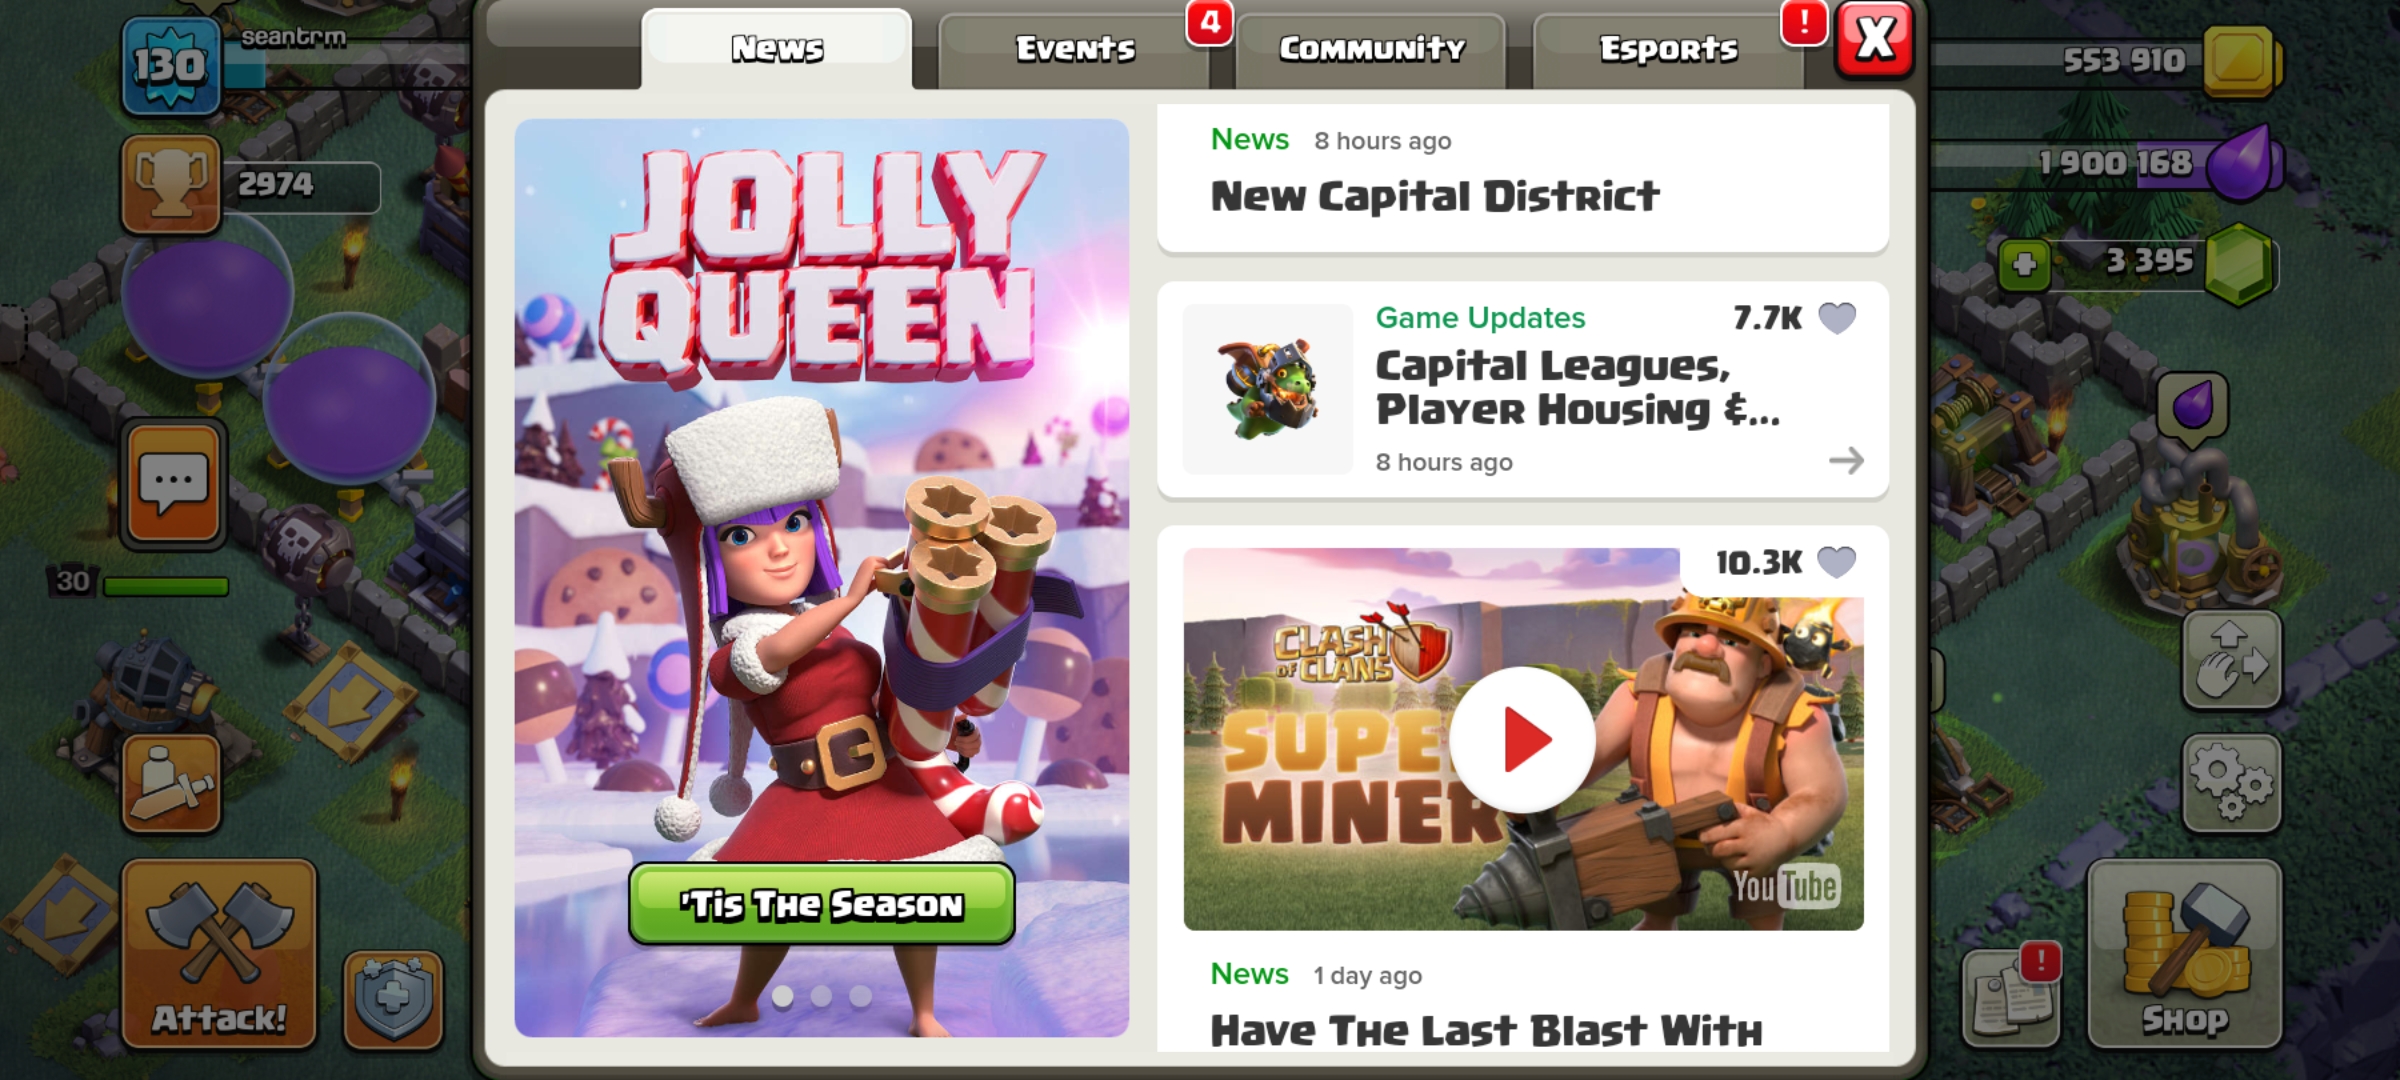 seantrm
130
2974
30
Attack!
News
Events
4
Community
Esports
!
X
JOLLY
QUEEN
'Tis The Season
News 8 hours ago
New Capital District
Game Updates 7.7K
Capital Leagues,
Player Housing &...
8 hours ago
10.3K
CLASH
OF CLANS
SUPE
MINER
YouTube
News 1 day ago
Have The Last Blast With
553 910
1 900 168
3 395
!
Shop